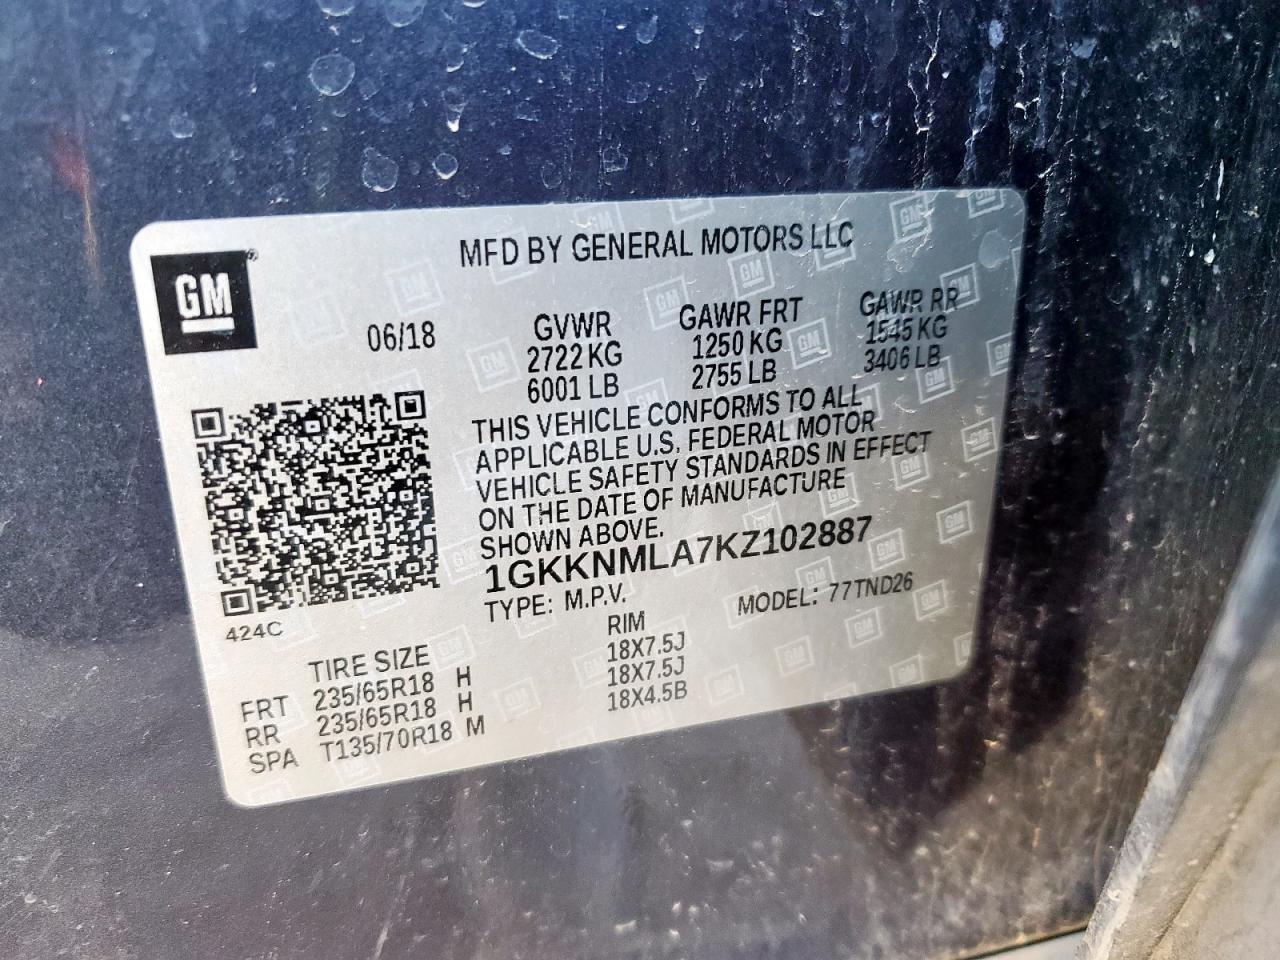 MFD BY GENERAL MOTORS LLC
GM®
06/18
GVWR GAWR FRT GAWR RR
2722 KG 1250 KG 1545 KG
6001 LB 2755 LB 3406 LB
THIS VEHICLE CONFORMS TO ALL
APPLICABLE U.S. FEDERAL MOTOR
VEHICLE SAFETY STANDARDS IN EFFECT
ON THE DATE OF MANUFACTURE
SHOWN ABOVE.
1GKKNMLA7KZ102887
TYPE: M.P.V. MODEL: 77TND26
424C
TIRE SIZE RIM
FRT 235/65R18 H 18X7.5J
RR 235/65R18 H 18X7.5J
SPA T135/70R18 M 18X4.5B